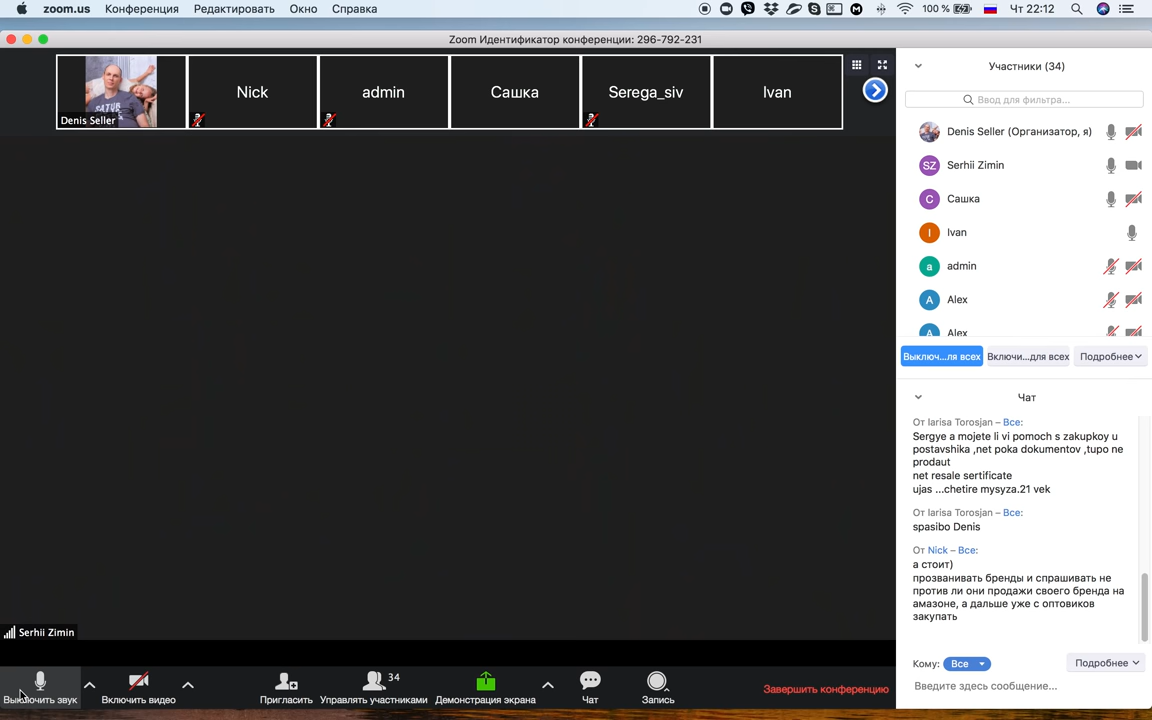 zoom.us Конференция Редактировать Окно Справка 100 % Чт 22:12
Zoom Идентификатор конференции: 296-792-231
Denis Seller
Nick
admin
Сашка
Serega_siv
Ivan
Serhii Zimin
Участники (34)
Ввод для фильтра...
Denis Seller (Организатор, я)
SZ Serhii Zimin
C Сашка
I Ivan
a admin
A Alex
A Alex
Выключ...ля всех Включи...для всех Подробнее
Чат
От larisa Torosjan – Все:
Sergye a mojete li vi pomoch s zakupkoy u
postavshika ,net poka dokumentov ,tupo ne
prodaut
net resale sertificate
ujas ...chetire mysyza.21 vek
От larisa Torosjan – Все:
spasibo Denis
От Nick – Все:
а стоит)
прозванивать бренды и спрашивать не
против ли они продажи своего бренда на
амазоне, а дальше уже с оптовиков
закупать
Кому: Все Подробнее
Введите здесь сообщение...
Выключить звук Включить видео Пригласить Управлять участниками 34 Демонстрация экрана Чат Запись Завершить конференцию